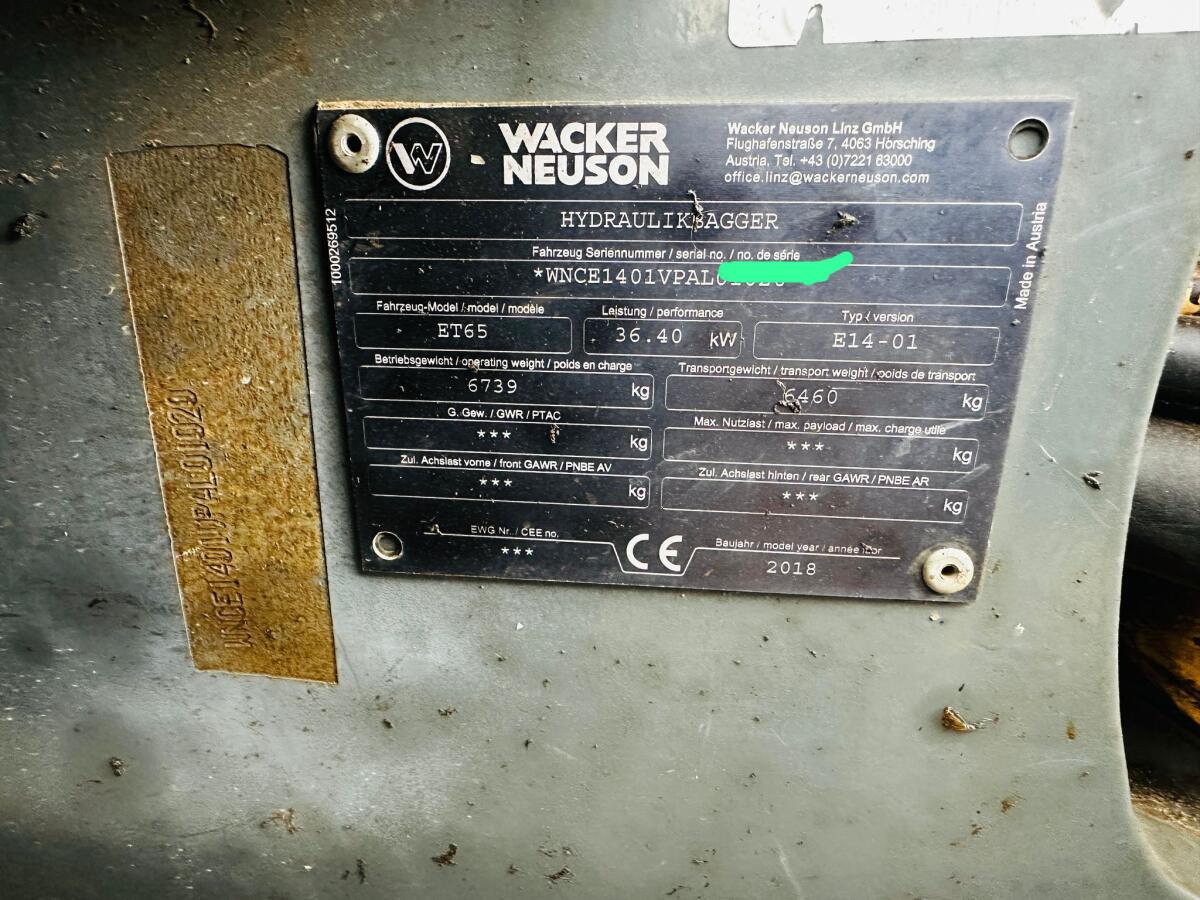 WACKER
NEUSON
Wacker Neuson Linz GmbH
Flughafenstraße 7, 4063 Hörsching
Austria, Tel. +43 (0)7221 63000
office.linz@wackerneuson.com
HYDRAULIKBAGGER
1000269512
Made in Austria
Fahrzeug Seriennummer / serial no. / no. de série
*WNCE1401VPAL
Fahrzeug-Model / model / modèle
Leistung / performance
Typ / version
ET65
36.40 kW
E14-01
Betriebsgewicht / operating weight / poids en charge
Transportgewicht / transport weight / poids de transport
6739 kg
6460 kg
G. Gew. / GWR / PTAC
Max. Nutzlast / max. payload / max. charge utile
*** kg
*** kg
Zul. Achslast vorne / front GAWR / PNBE AV
Zul. Achslast hinten / rear GAWR / PNBE AR
*** kg
*** kg
EWG Nr. / CEE no.
***
CE
Baujahr / model year / année
2018